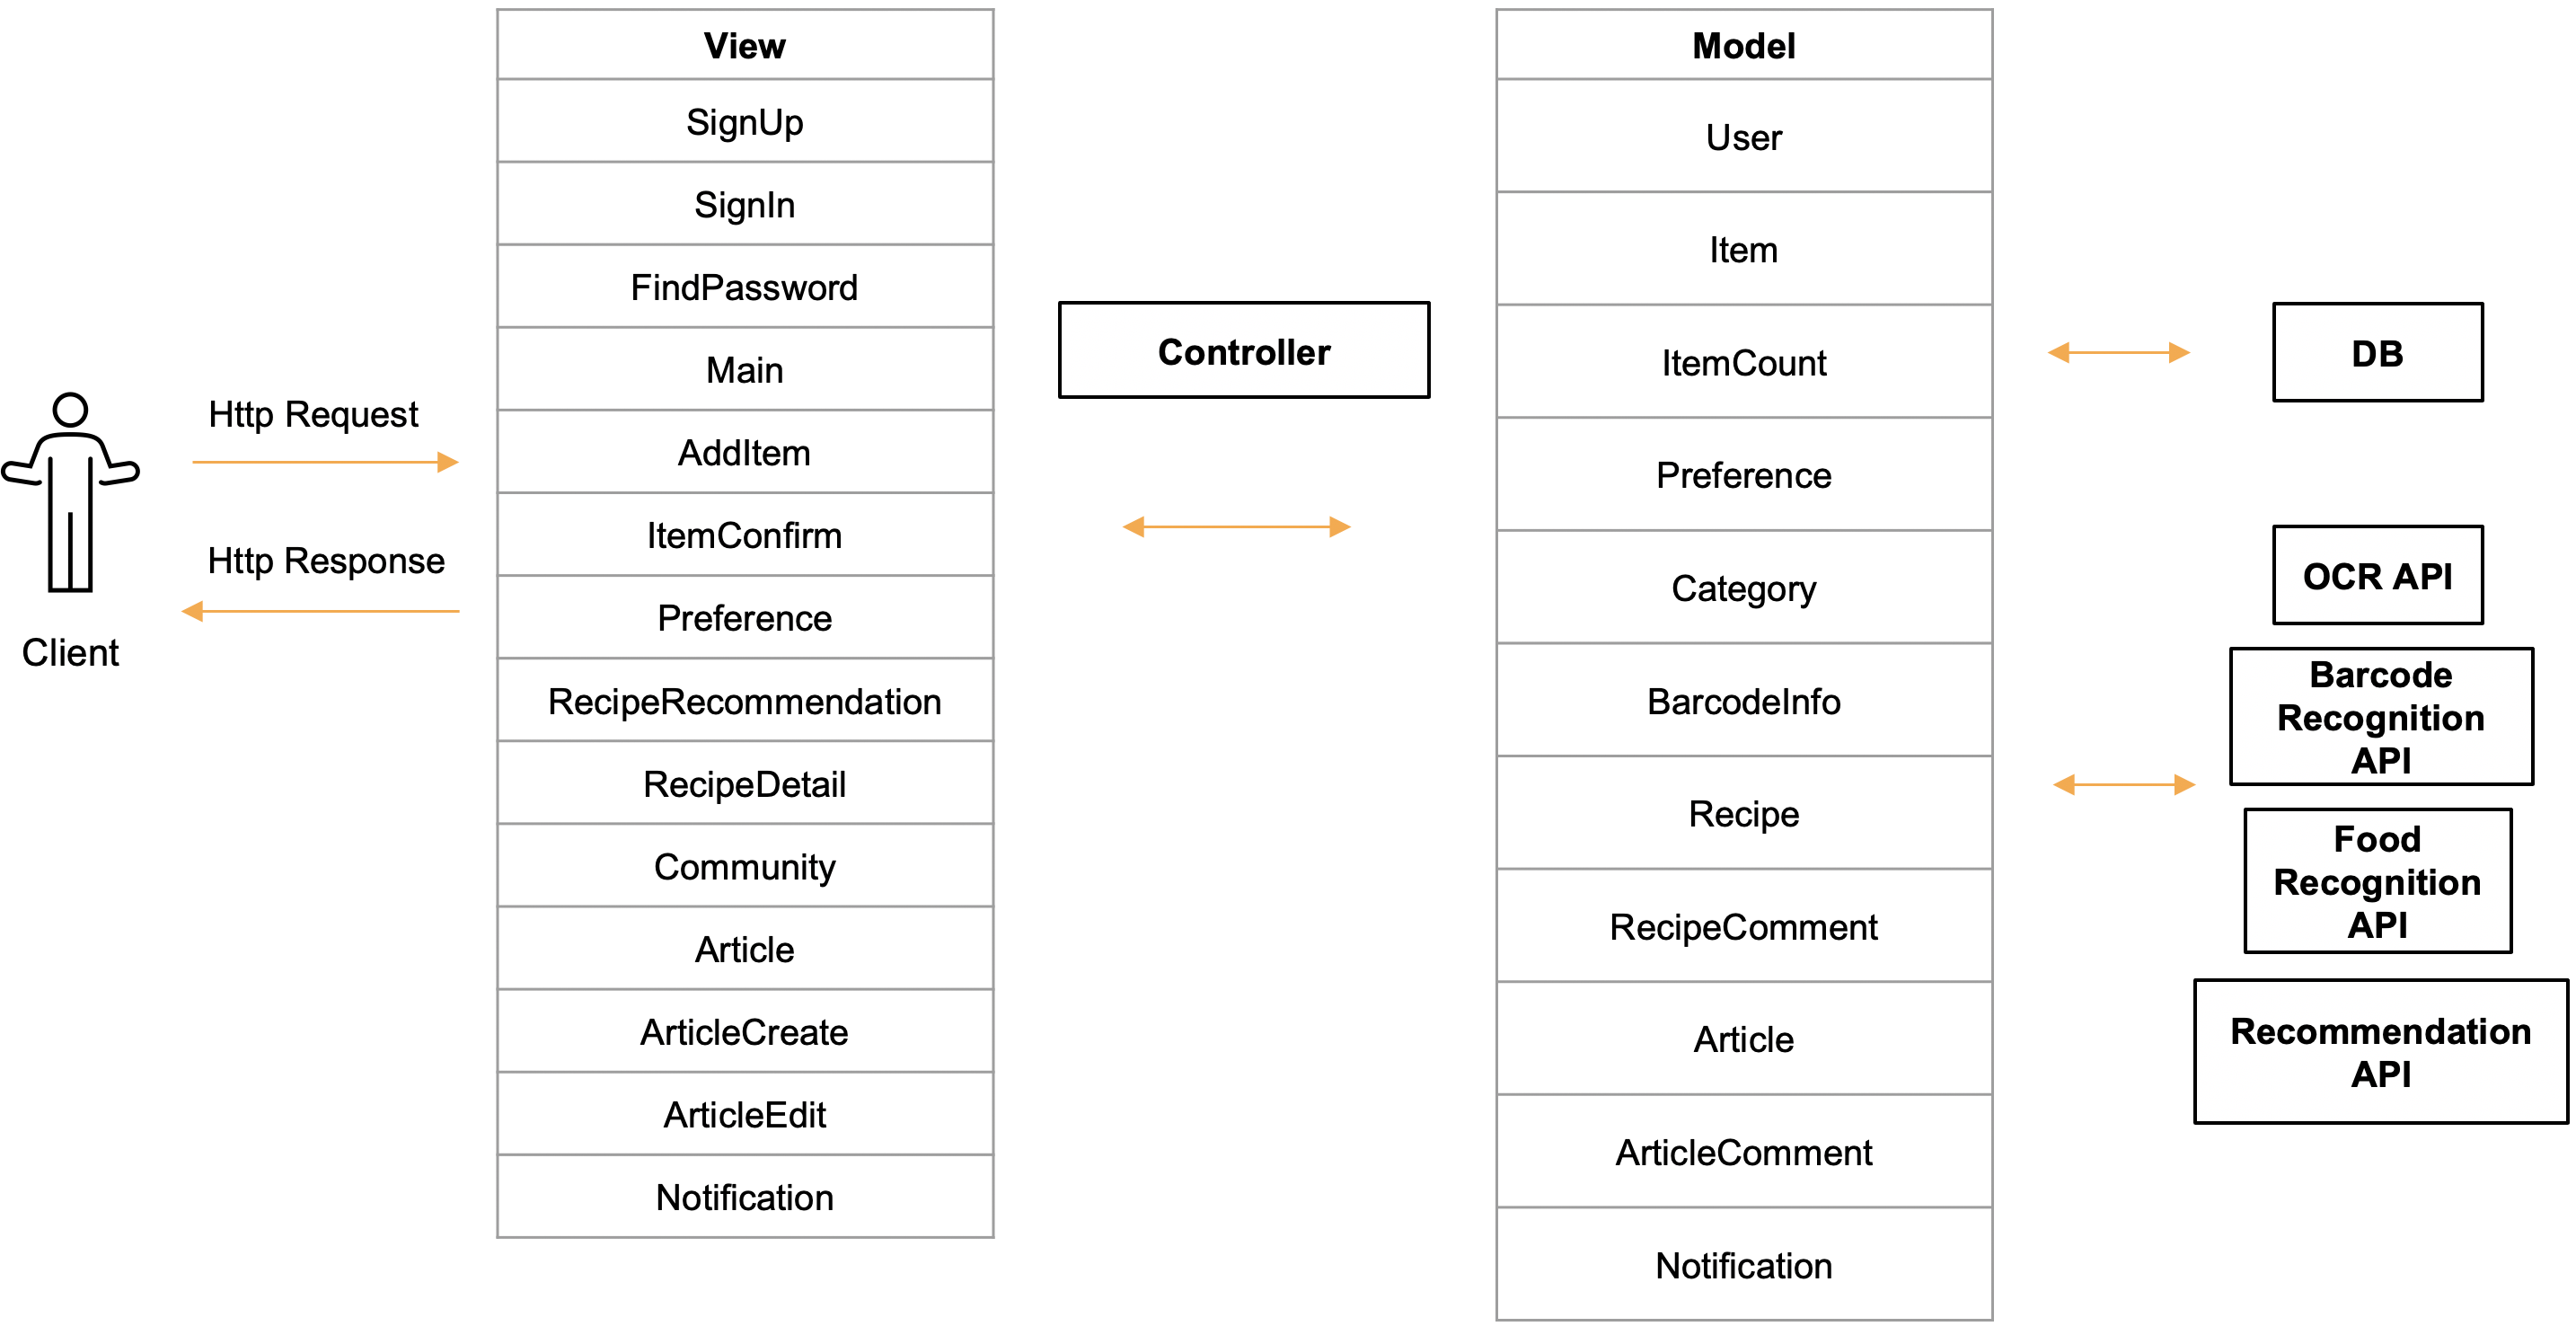 Client
Http Request
Http Response
View
SignUp
SignIn
FindPassword
Main
AddItem
ItemConfirm
Preference
RecipeRecommendation
RecipeDetail
Community
Article
ArticleCreate
ArticleEdit
Notification
Controller
Model
User
Item
ItemCount
Preference
Category
BarcodeInfo
Recipe
RecipeComment
Article
ArticleComment
Notification
DB
OCR API
Barcode
Recognition
API
Food
Recognition
API
Recommendation
API